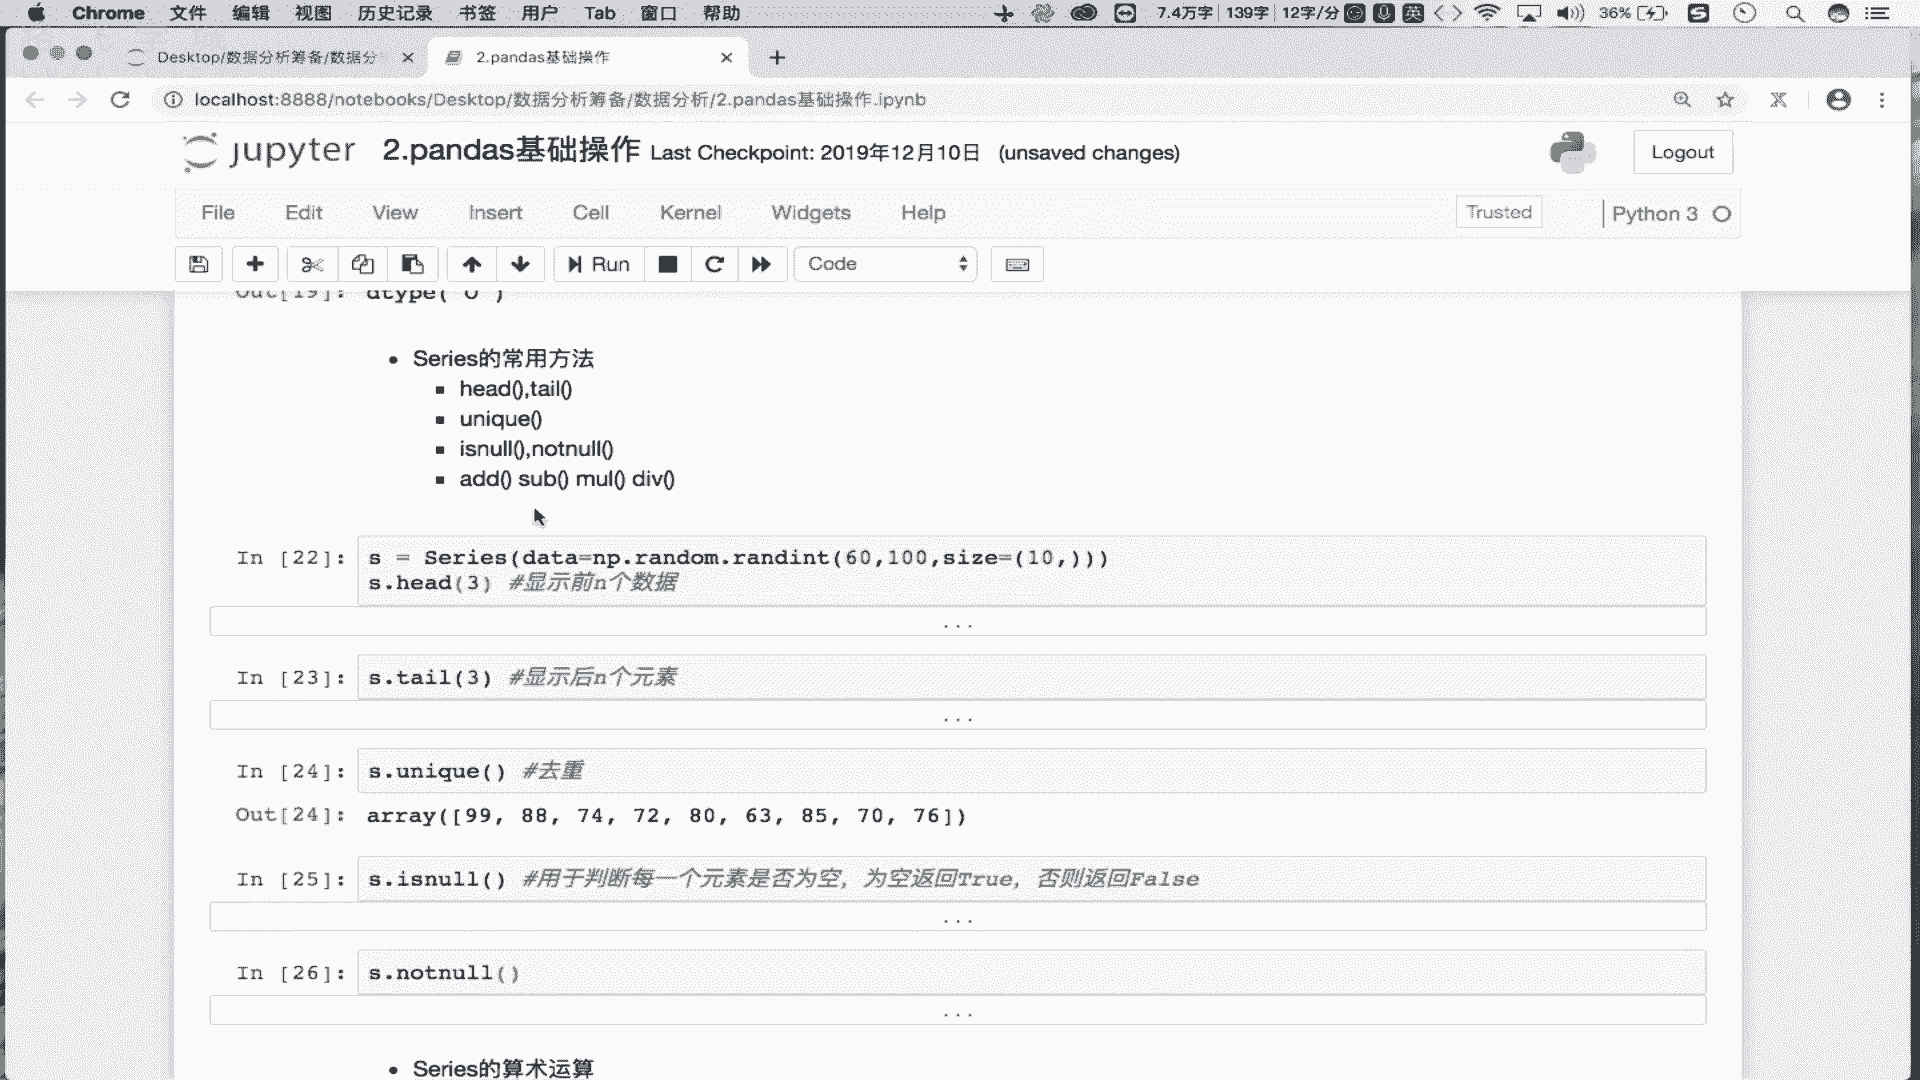 Chrome 文件 编辑 视图 历史记录 书签 用户 Tab 窗口 帮助 7.4万字 139字 12字/分 英 36%
Desktop/数据分析筹备/数据分 2.pandas基础操作
localhost:8888/notebooks/Desktop/数据分析筹备/数据分析/2.pandas基础操作.ipynb
jupyter 2.pandas基础操作 Last Checkpoint: 2019年12月10日 (unsaved changes) Logout
File Edit View Insert Cell Kernel Widgets Help Trusted Python 3
Run Code
Out[19]: dtype('O')
Series的常用方法
head(),tail()
unique()
isnull(),notnull()
add() sub() mul() div()
In [22]: s = Series(data=np.random.randint(60,100,size=(10,)))
s.head(3) #显示前n个数据
...
In [23]: s.tail(3) #显示后n个元素
...
In [24]: s.unique() #去重
Out[24]: array([99, 88, 74, 72, 80, 63, 85, 70, 76])
In [25]: s.isnull() #用于判断每一个元素是否为空，为空返回True，否则返回False
...
In [26]: s.notnull()
...
Series的算术运算